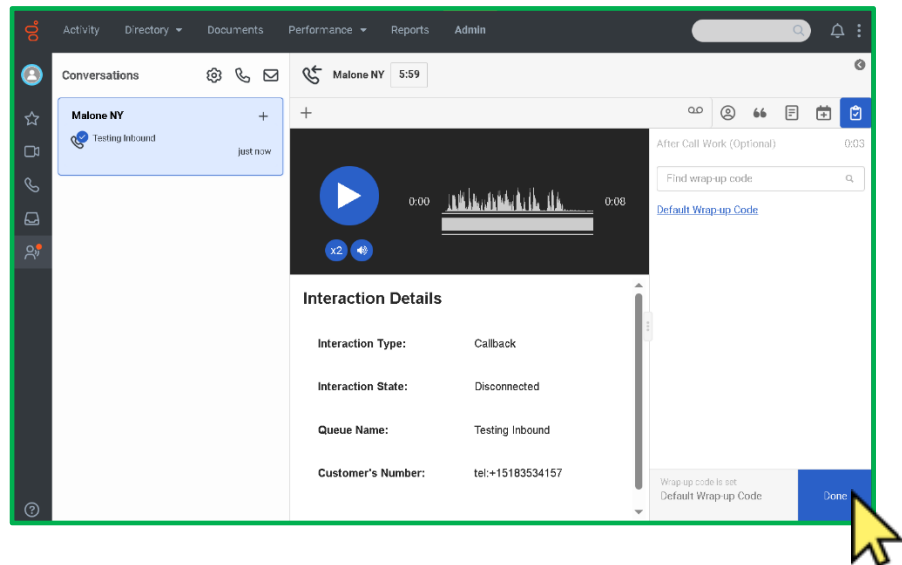 Activity Directory Documents Performance Reports Admin
Conversations
Malone NY 5:59
Malone NY
Testing Inbound
just now
After Call Work (Optional) 0:03
Find wrap-up code
Default Wrap-up Code
0:00 0:08
x2
Interaction Details
Interaction Type: Callback
Interaction State: Disconnected
Queue Name: Testing Inbound
Customer's Number: tel:+15183534157
Wrap-up code is set
Default Wrap-up Code
Done